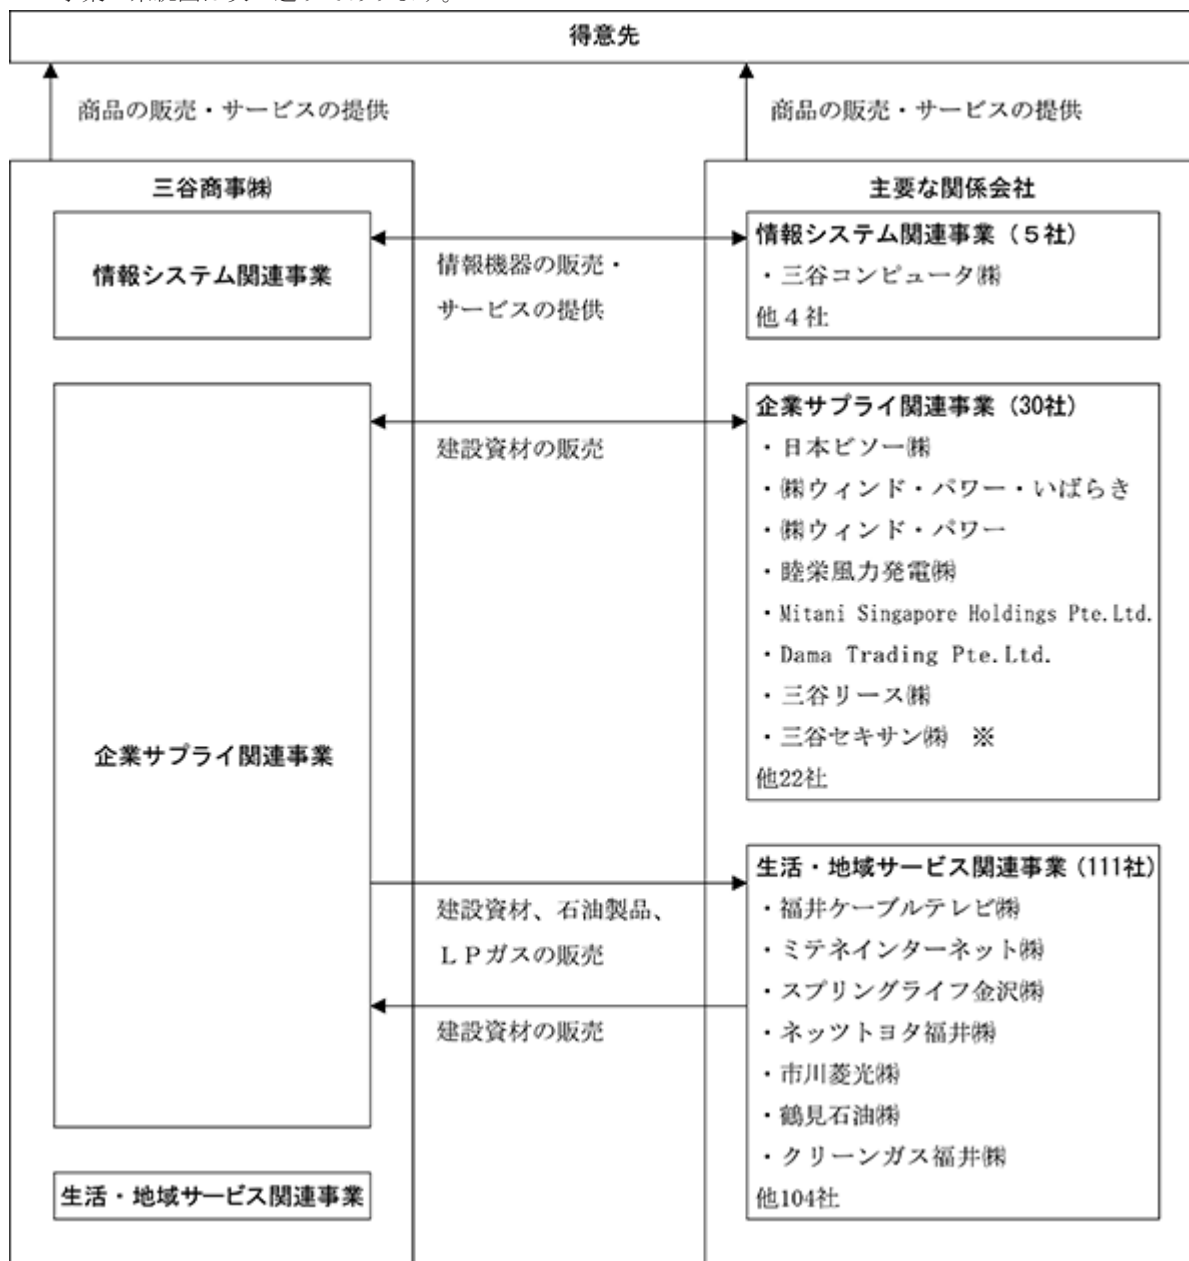 得意先
商品の販売・サービスの提供
商品の販売・サービスの提供
三谷商事㈱
主要な関係会社
情報システム関連事業
情報機器の販売・
サービスの提供
情報システム関連事業（５社）
・三谷コンピュータ㈱
他４社
企業サプライ関連事業
建設資材の販売
企業サプライ関連事業（30社）
・日本ビソー㈱
・㈱ウィンド・パワー・いばらき
・㈱ウィンド・パワー
・睦栄風力発電㈱
・Mitani Singapore Holdings Pte.Ltd.
・Dama Trading Pte.Ltd.
・三谷リース㈱
・三谷セキサン㈱　※
他22社
建設資材、石油製品、
ＬＰガスの販売
建設資材の販売
生活・地域サービス関連事業（111社）
・福井ケーブルテレビ㈱
・ミテネインターネット㈱
・スプリングライフ金沢㈱
・ネッツトヨタ福井㈱
・市川菱光㈱
・鶴見石油㈱
・クリーンガス福井㈱
他104社
生活・地域サービス関連事業